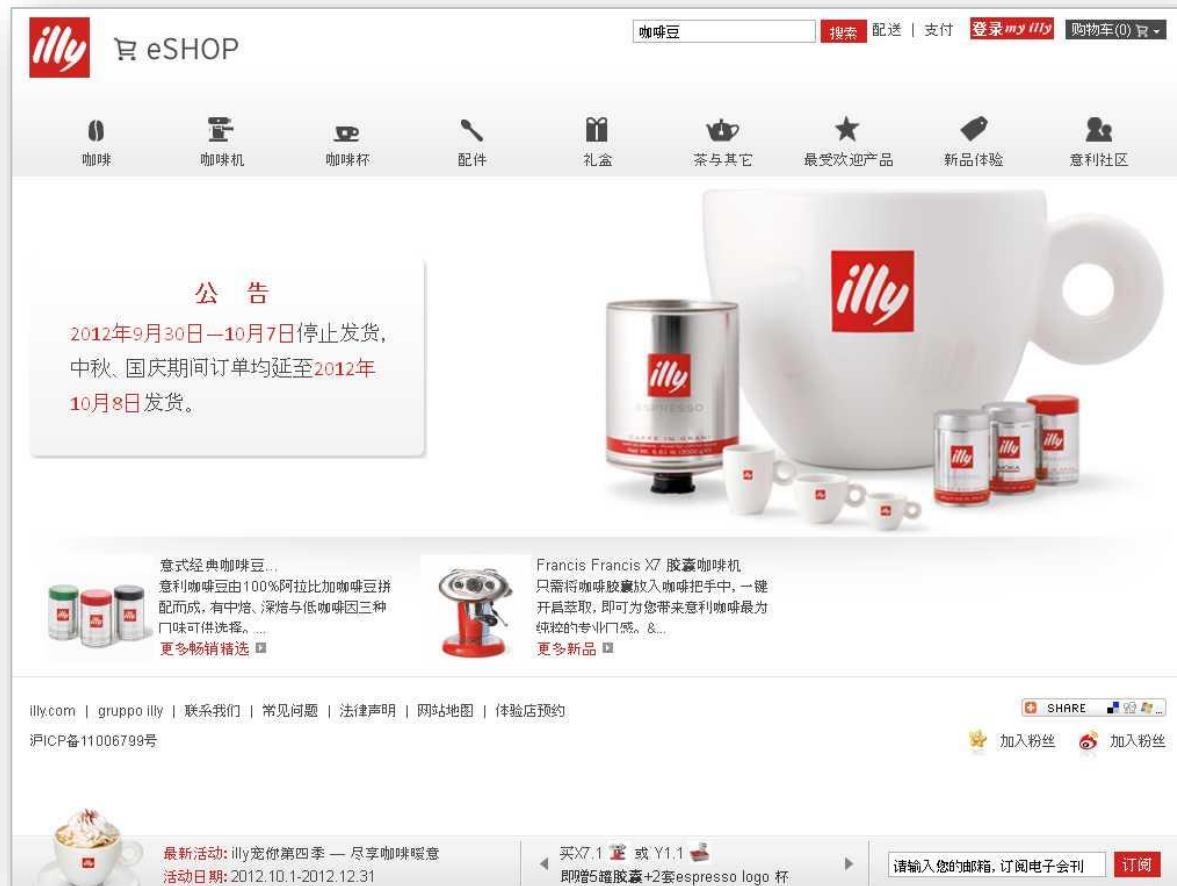 illy eSHOP
咖啡豆 搜索 配送 | 支付 登录my illy 购物车(0)
咖啡 咖啡机 咖啡杯 配件 礼盒 茶与其它 最受欢迎产品 新品体验 意利社区
公 告
2012年9月30日—10月7日停止发货,
中秋、国庆期间订单均延至2012年
10月8日发货。
illy
illy
ESPRESSO
illy
illy
illy
意式经典咖啡豆...
意利咖啡豆由100%阿拉比加咖啡豆拼
配而成, 有中焙、深焙与低咖啡因三种
口味可供选择。...
更多畅销精选
Francis Francis X7 胶囊咖啡机
只需将咖啡胶囊放入咖啡把手中, 一键
开启萃取, 即可为您带来意利咖啡最为
纯粹的专业口感。&...
更多新品
illy.com | gruppo illy | 联系我们 | 常见问题 | 法律声明 | 网站地图 | 体验店预约
SHARE
沪ICP备11006799号
加入粉丝 加入粉丝
最新活动: illy宠你第四季 — 尽享咖啡暖意
活动日期: 2012.10.1-2012.12.31
买X7.1 或 Y1.1
即赠5罐胶囊+2套espresso logo 杯
请输入您的邮箱, 订阅电子会刊 订阅